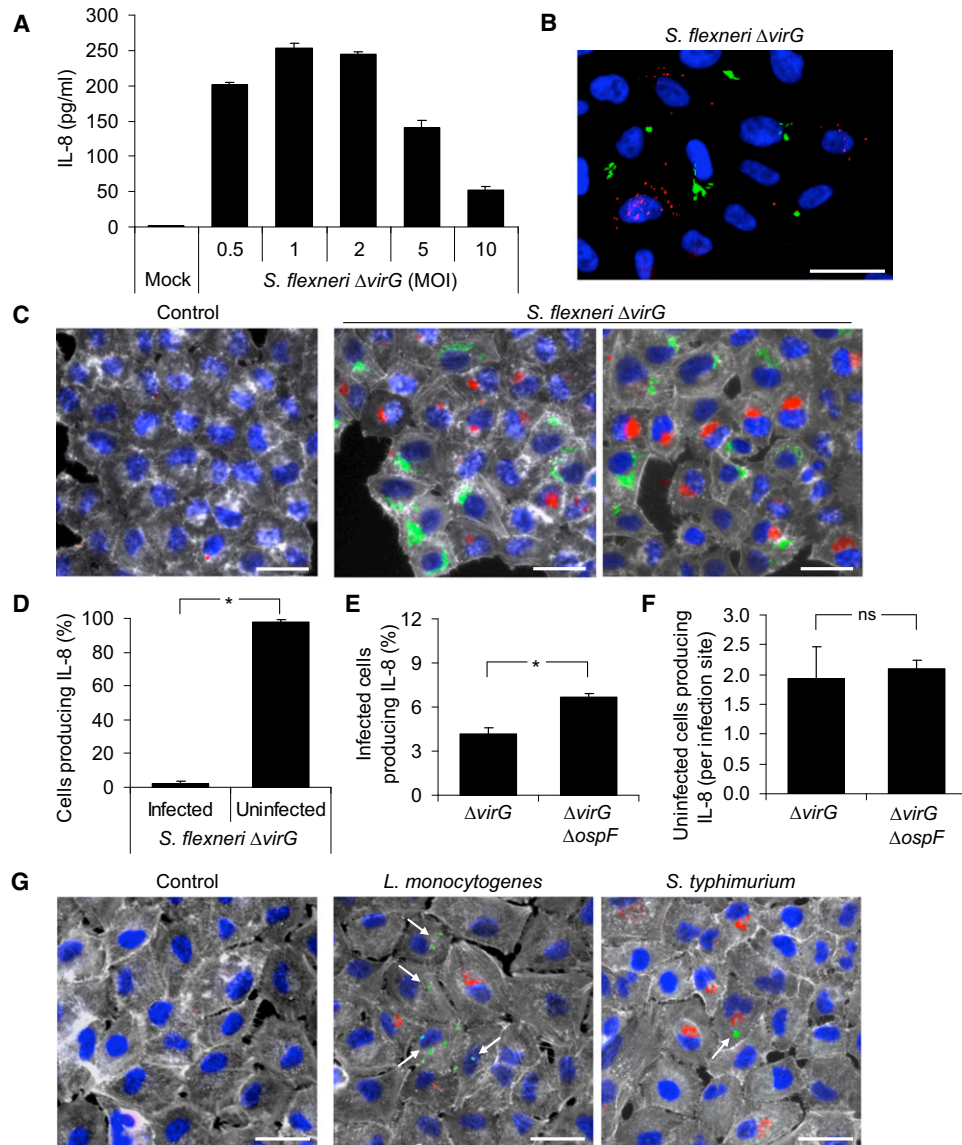 A
IL-8 (pg/ml)
300
250
200
150
100
50
0
Mock
0.5
1
2
5
10
S. flexneri ΔvirG (MOI)
B
S. flexneri ΔvirG
C
Control
S. flexneri ΔvirG
D
Cells producing IL-8 (%)
100
80
60
40
20
0
*
Infected
Uninfected
S. flexneri ΔvirG
E
Infected cells
producing IL-8 (%)
12
9
6
3
0
*
ΔvirG
ΔvirG
ΔospF
F
Uninfected cells producing
IL-8 (per infection site)
3.0
2.5
2.0
1.5
1.0
0.5
0.0
ns
ΔvirG
ΔvirG
ΔospF
G
Control
L. monocytogenes
S. typhimurium